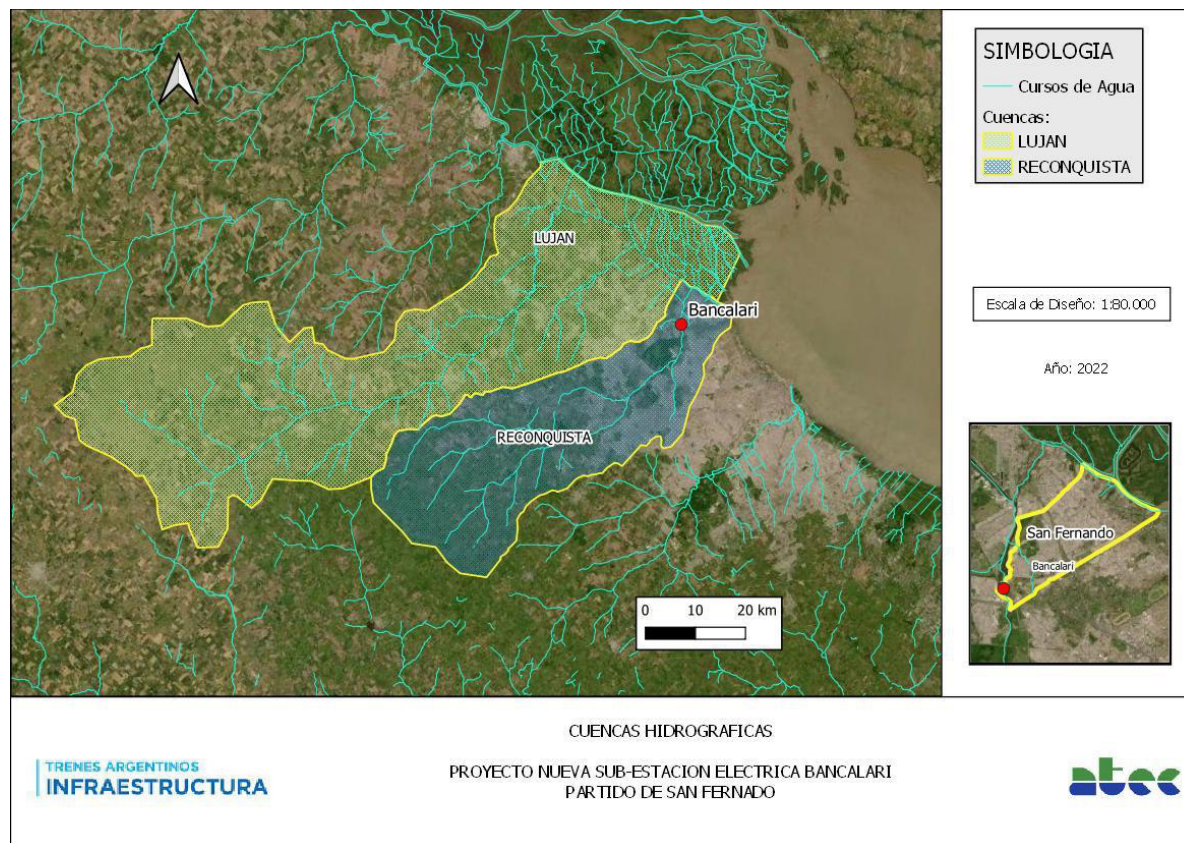 SIMBOLOGIA
Cursos de Agua
Cuencas:
LUJAN
RECONQUISTA
LUJAN
Bancalari
RECONQUISTA
0 10 20 km
Escala de Diseño: 1:80.000
Año: 2022
San Fernando
Bancalari
CUENCAS HIDROGRAFICAS
PROYECTO NUEVA SUB-ESTACION ELECTRICA BANCALARI
PARTIDO DE SAN FERNADO
TRENES ARGENTINOS
INFRAESTRUCTURA
atec